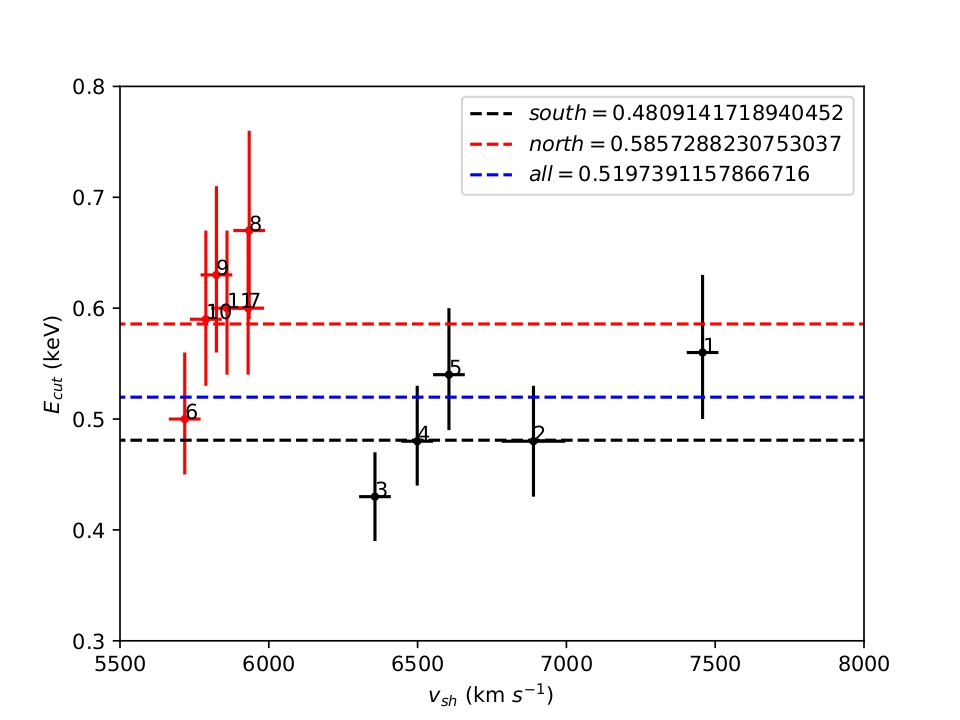 0.8
0.7
0.6
0.5
0.4
0.3
E_cut (keV)
south = 0.4809141718940452
north = 0.5857288230753037
all = 0.5197391157866716
8
9
11 7
10
6
1
5
4
2
3
5500 6000 6500 7000 7500 8000
v_sh (km s^−1)